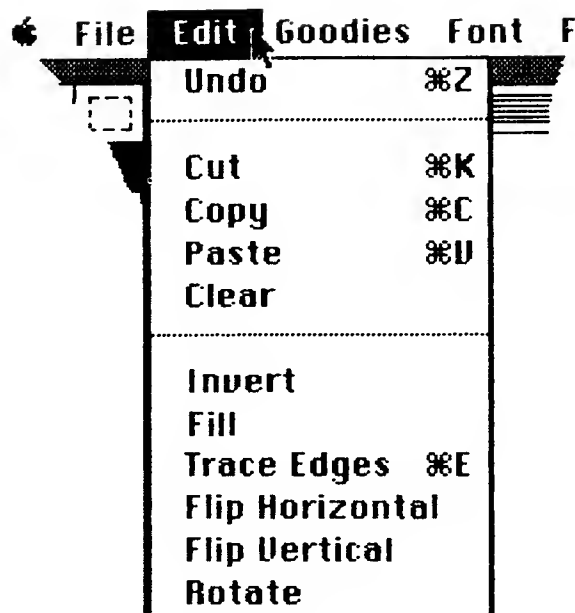 File Edit Goodies Font F
Undo ⌘Z
Cut ⌘K
Copy ⌘C
Paste ⌘V
Clear
Invert
Fill
Trace Edges ⌘E
Flip Horizontal
Flip Vertical
Rotate